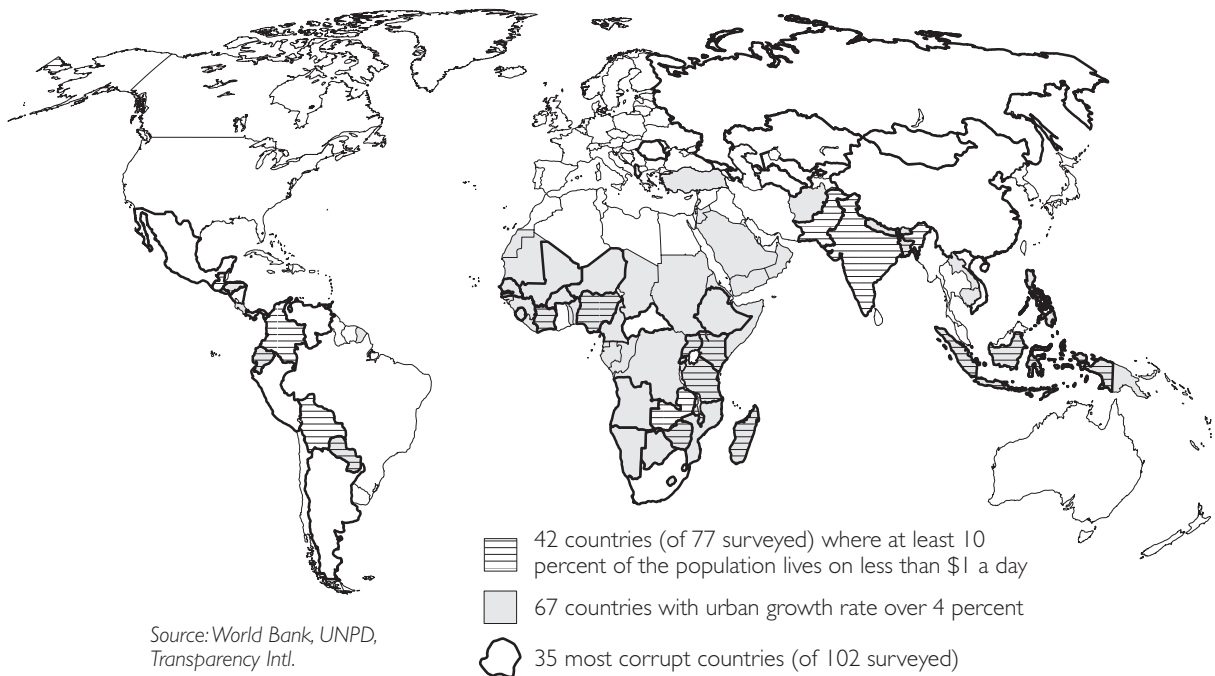 42 countries (of 77 surveyed) where at least 10
percent of the population lives on less than $1 a day
67 countries with urban growth rate over 4 percent
35 most corrupt countries (of 102 surveyed)
Source: World Bank, UNPD,
Transparency Intl.